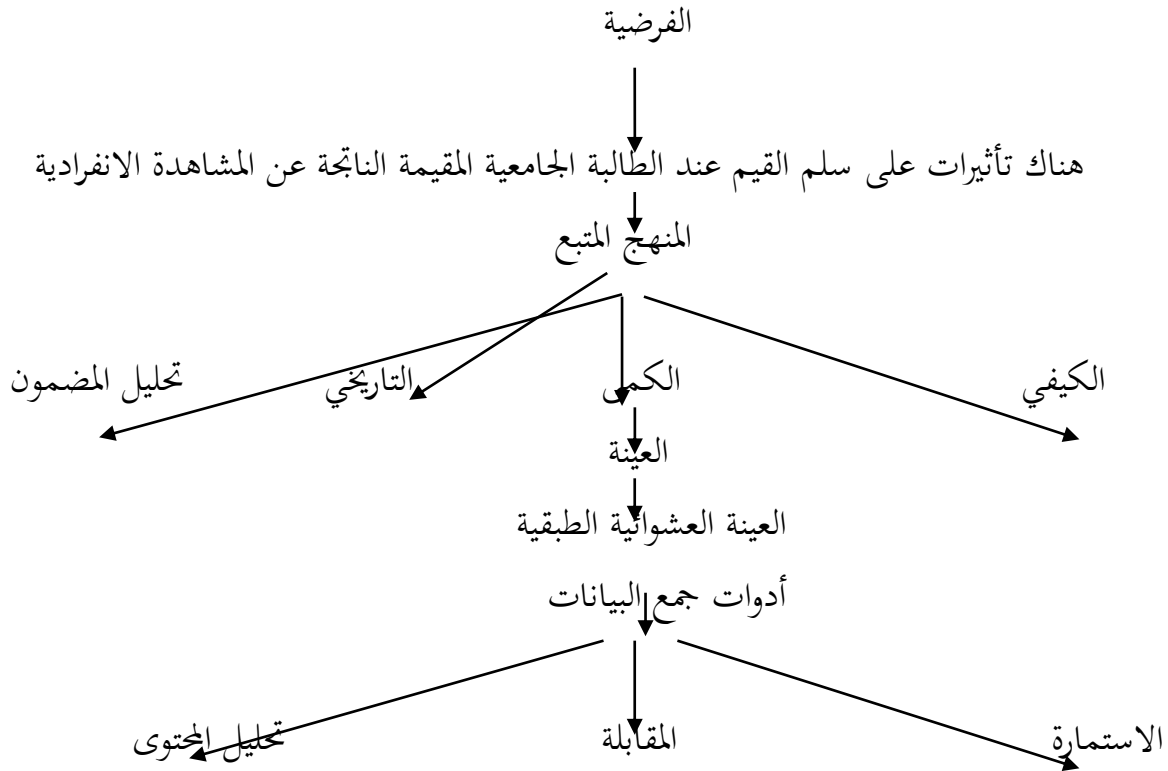 الفرضية
هناك تأثيرات على سلم القيم عند الطالبة الجامعية المقيمة الناتجة عن المشاهدة الانفرادية
المنهج المتبع
الكيفي الكمي التاريخي تحليل المضمون
العينة
العينة العشوائية الطبقية
أدوات جمع البيانات
الاستمارة المقابلة تحليل المحتوى